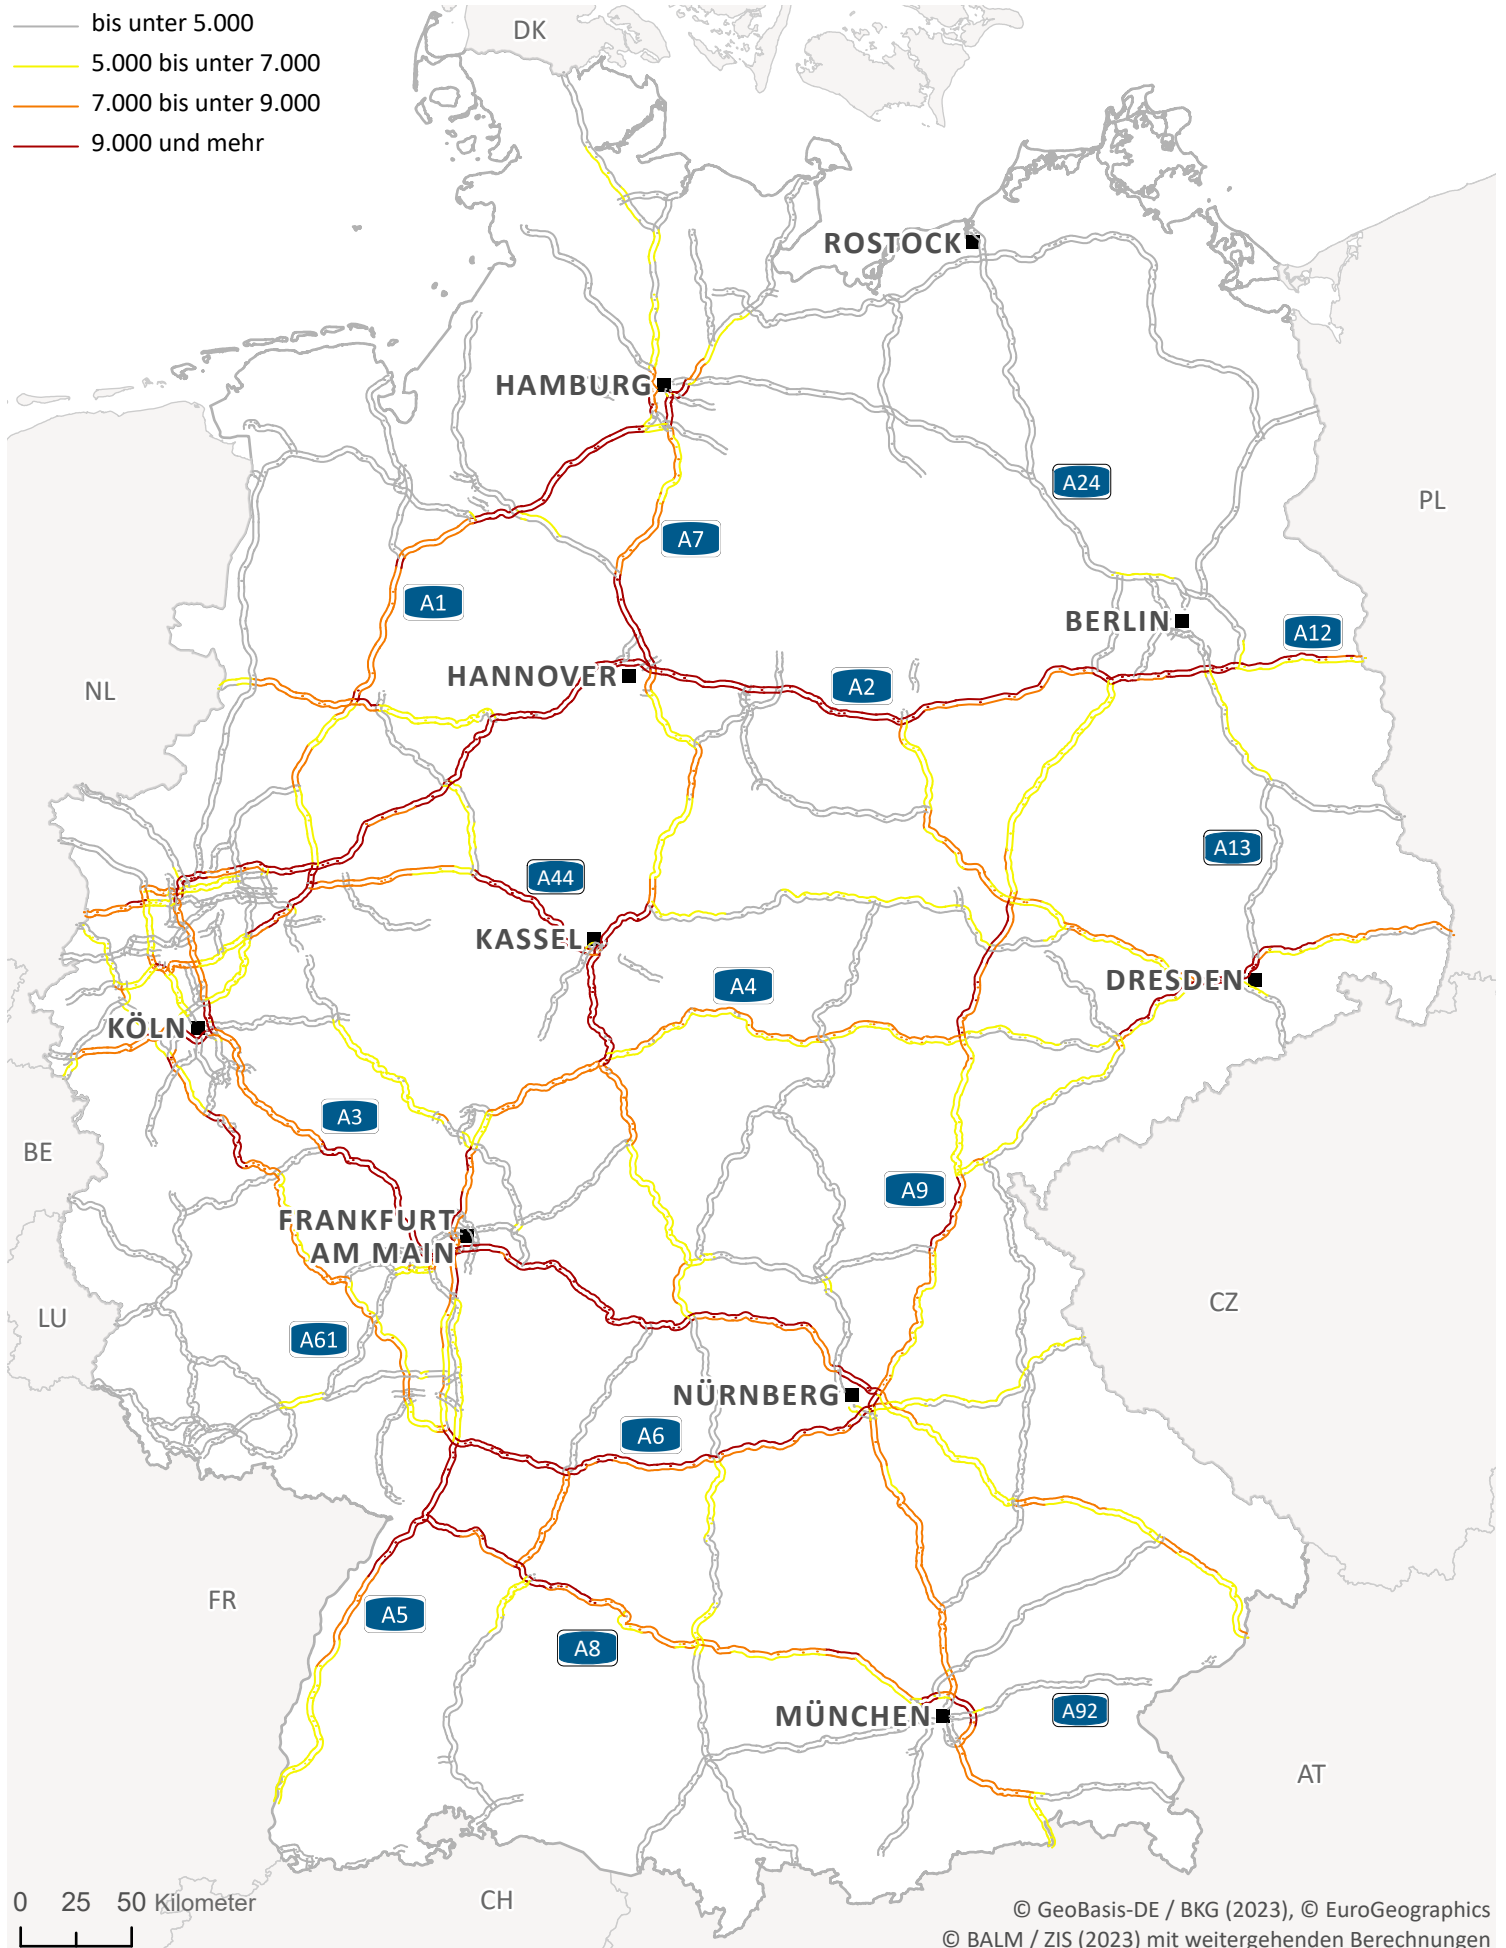 bis unter 5.000
5.000 bis unter 7.000
7.000 bis unter 9.000
9.000 und mehr
DK
ROSTOCK
HAMBURG
A24
PL
A7
A1
BERLIN
A12
HANNOVER
A2
NL
A13
A44
KASSEL
DRESDEN
A4
KÖLN
A3
BE
A9
FRANKFURT
AM MAIN
CZ
LU
A61
NÜRNBERG
A6
FR
A5
A8
MÜNCHEN
A92
AT
CH
0 25 50 Kilometer
© GeoBasis-DE / BKG (2023), © EuroGeographics
© BALM / ZIS (2023) mit weitergehenden Berechnungen